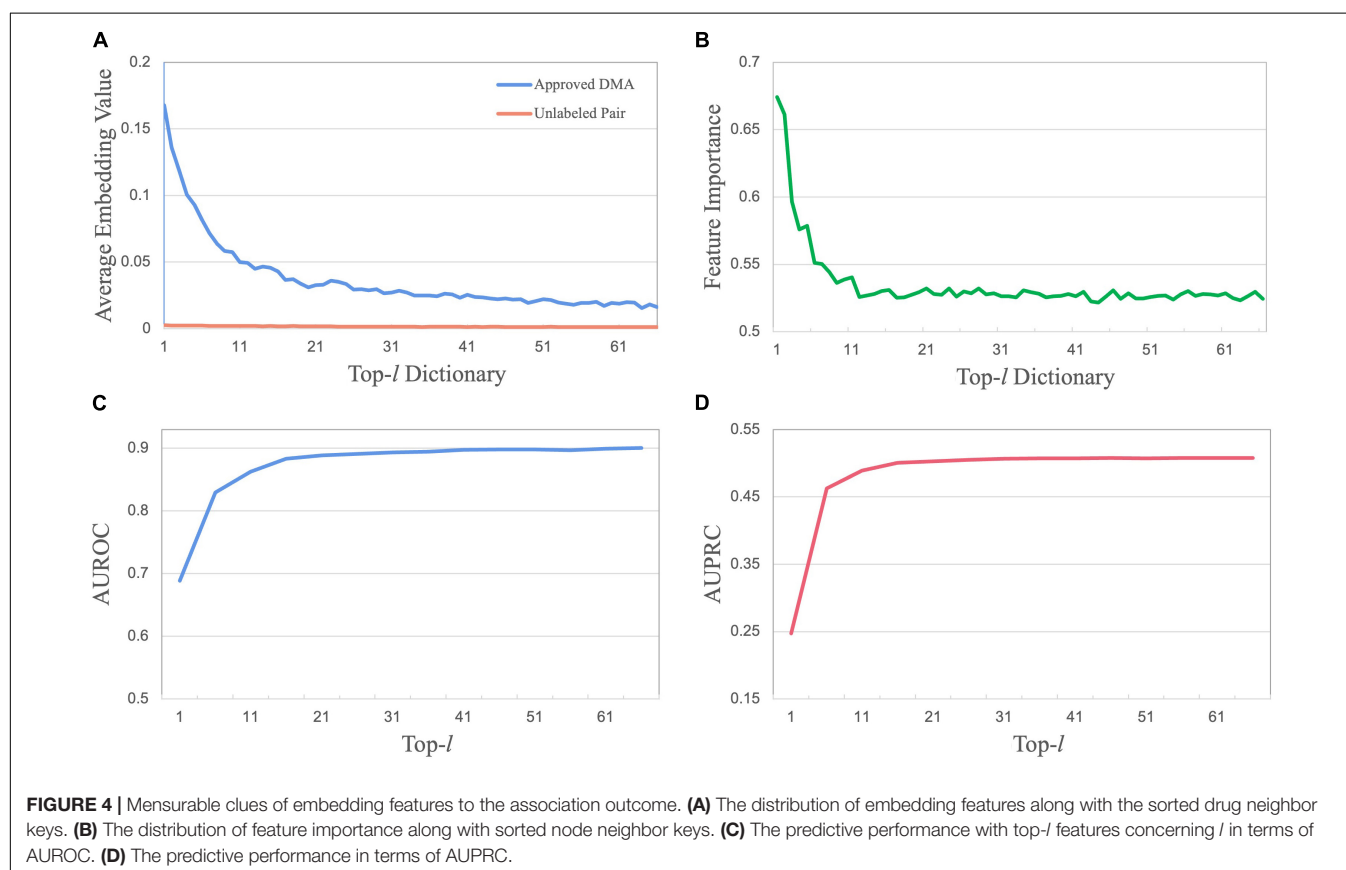 A
0.2
0.15
0.1
0.05
0
Average Embedding Value
Approved DMA
Unlabeled Pair
1 11 21 31 41 51 61
Top-l Dictionary
B
0.7
0.65
0.6
0.55
0.5
Feature Importance
1 11 21 31 41 51 61
Top-l Dictionary
C
0.9
0.8
0.7
0.6
0.5
AUROC
1 11 21 31 41 51 61
Top-l
D
0.55
0.45
0.35
0.25
0.15
AUPRC
1 11 21 31 41 51 61
Top-l
FIGURE 4 | Mensurable clues of embedding features to the association outcome. (A) The distribution of embedding features along with the sorted drug neighbor
keys. (B) The distribution of feature importance along with sorted node neighbor keys. (C) The predictive performance with top-l features concerning l in terms of
AUROC. (D) The predictive performance in terms of AUPRC.